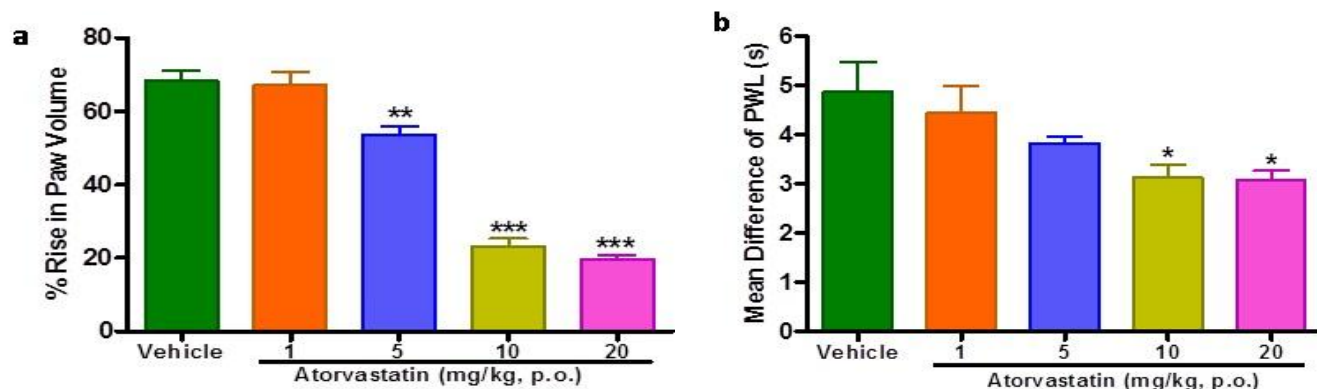 a
% Rise in Paw Volume
80
60
40
20
0
**
***
***
Vehicle 1 5 10 20
Atorvastatin (mg/kg, p.o.)
b
Mean Difference of PWL (s)
6
5
4
3
2
1
0
*
*
Vehicle 1 5 10 20
Atorvastatin (mg/kg, p.o.)